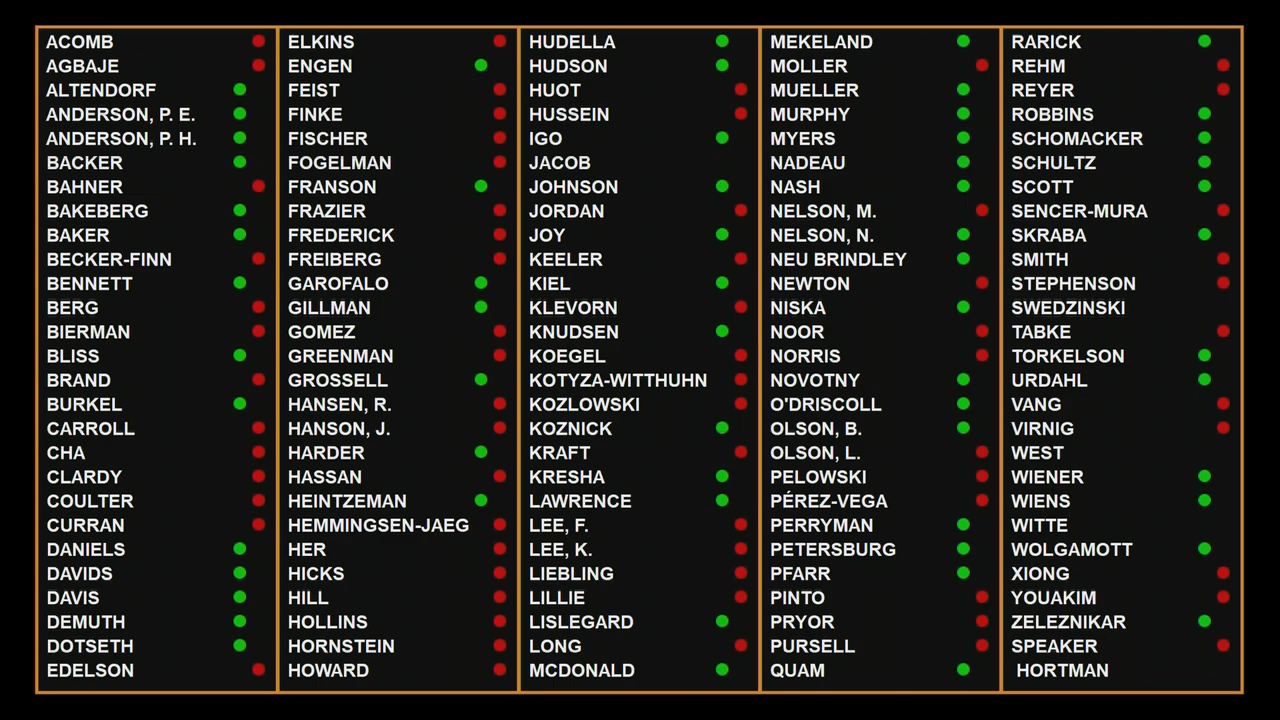 ACOMB
AGBAJE
ALTENDORF
ANDERSON, P. E.
ANDERSON, P. H.
BACKER
BAHNER
BAKEBERG
BAKER
BECKER-FINN
BENNETT
BERG
BIERMAN
BLISS
BRAND
BURKEL
CARROLL
CHA
CLARDY
COULTER
CURRAN
DANIELS
DAVIDS
DAVIS
DEMUTH
DOTSETH
EDELSON
ELKINS
ENGEN
FEIST
FINKE
FISCHER
FOGELMAN
FRANSON
FRAZIER
FREDERICK
FREIBERG
GAROFALO
GILLMAN
GOMEZ
GREENMAN
GROSSELL
HANSEN, R.
HANSON, J.
HARDER
HASSAN
HEINTZEMAN
HEMMINGSEN-JAEG
HER
HICKS
HILL
HOLLINS
HORNSTEIN
HOWARD
HUDELLA
HUDSON
HUOT
HUSSEIN
IGO
JACOB
JOHNSON
JORDAN
JOY
KEELER
KIEL
KLEVORN
KNUDSEN
KOEGEL
KOTYZA-WITTHUHN
KOZLOWSKI
KOZNICK
KRAFT
KRESHA
LAWRENCE
LEE, F.
LEE, K.
LIEBLING
LILLIE
LISLEGARD
LONG
MCDONALD
MEKELAND
MOLLER
MUELLER
MURPHY
MYERS
NADEAU
NASH
NELSON, M.
NELSON, N.
NEU BRINDLEY
NEWTON
NISKA
NOOR
NORRIS
NOVOTNY
O'DRISCOLL
OLSON, B.
OLSON, L.
PELOWSKI
PÉREZ-VEGA
PERRYMAN
PETERSBURG
PFARR
PINTO
PRYOR
PURSELL
QUAM
RARICK
REHM
REYER
ROBBINS
SCHOMACKER
SCHULTZ
SCOTT
SENCER-MURA
SKRABA
SMITH
STEPHENSON
SWEDZINSKI
TABKE
TORKELSON
URDAHL
VANG
VIRNIG
WEST
WIENER
WIENS
WITTE
WOLGAMOTT
XIONG
YOUAKIM
ZELEZNIKAR
SPEAKER
HORTMAN